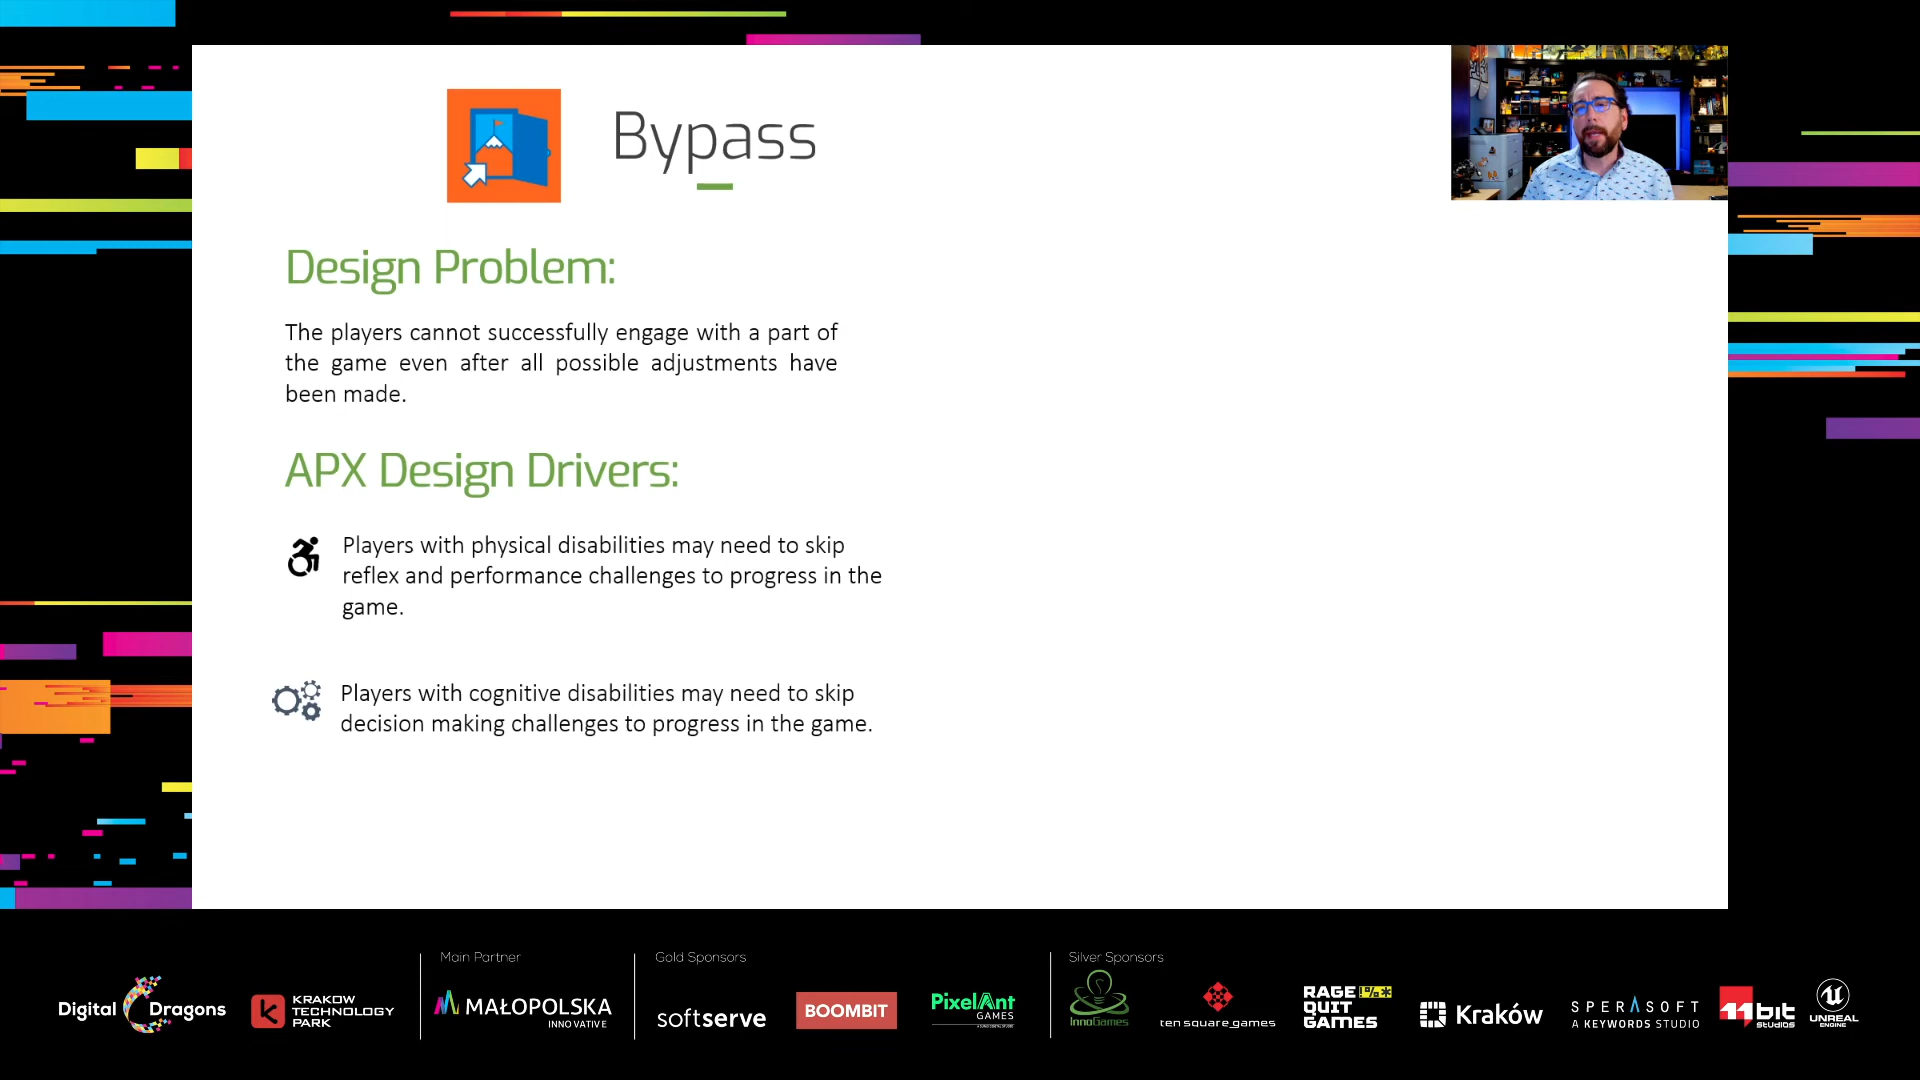 Bypass
Design Problem:
The players cannot successfully engage with a part of
the game even after all possible adjustments have
been made.
APX Design Drivers:
Players with physical disabilities may need to skip
reflex and performance challenges to progress in the
game.
Players with cognitive disabilities may need to skip
decision making challenges to progress in the game.
Main Partner
Gold Sponsors
Silver Sponsors
Digital Dragons
KRAKOW
TECHNOLOGY
PARK
MAŁOPOLSKA
INNOVATIVE
softserve
BOOMBIT
PixelAnt
GAMES
InnoGames
ten square games
RAGE !%*
QUIT
GAMES
Kraków
SPERASOFT
A KEYWORDS STUDIO
11bit
studios
UNREAL
ENGINE